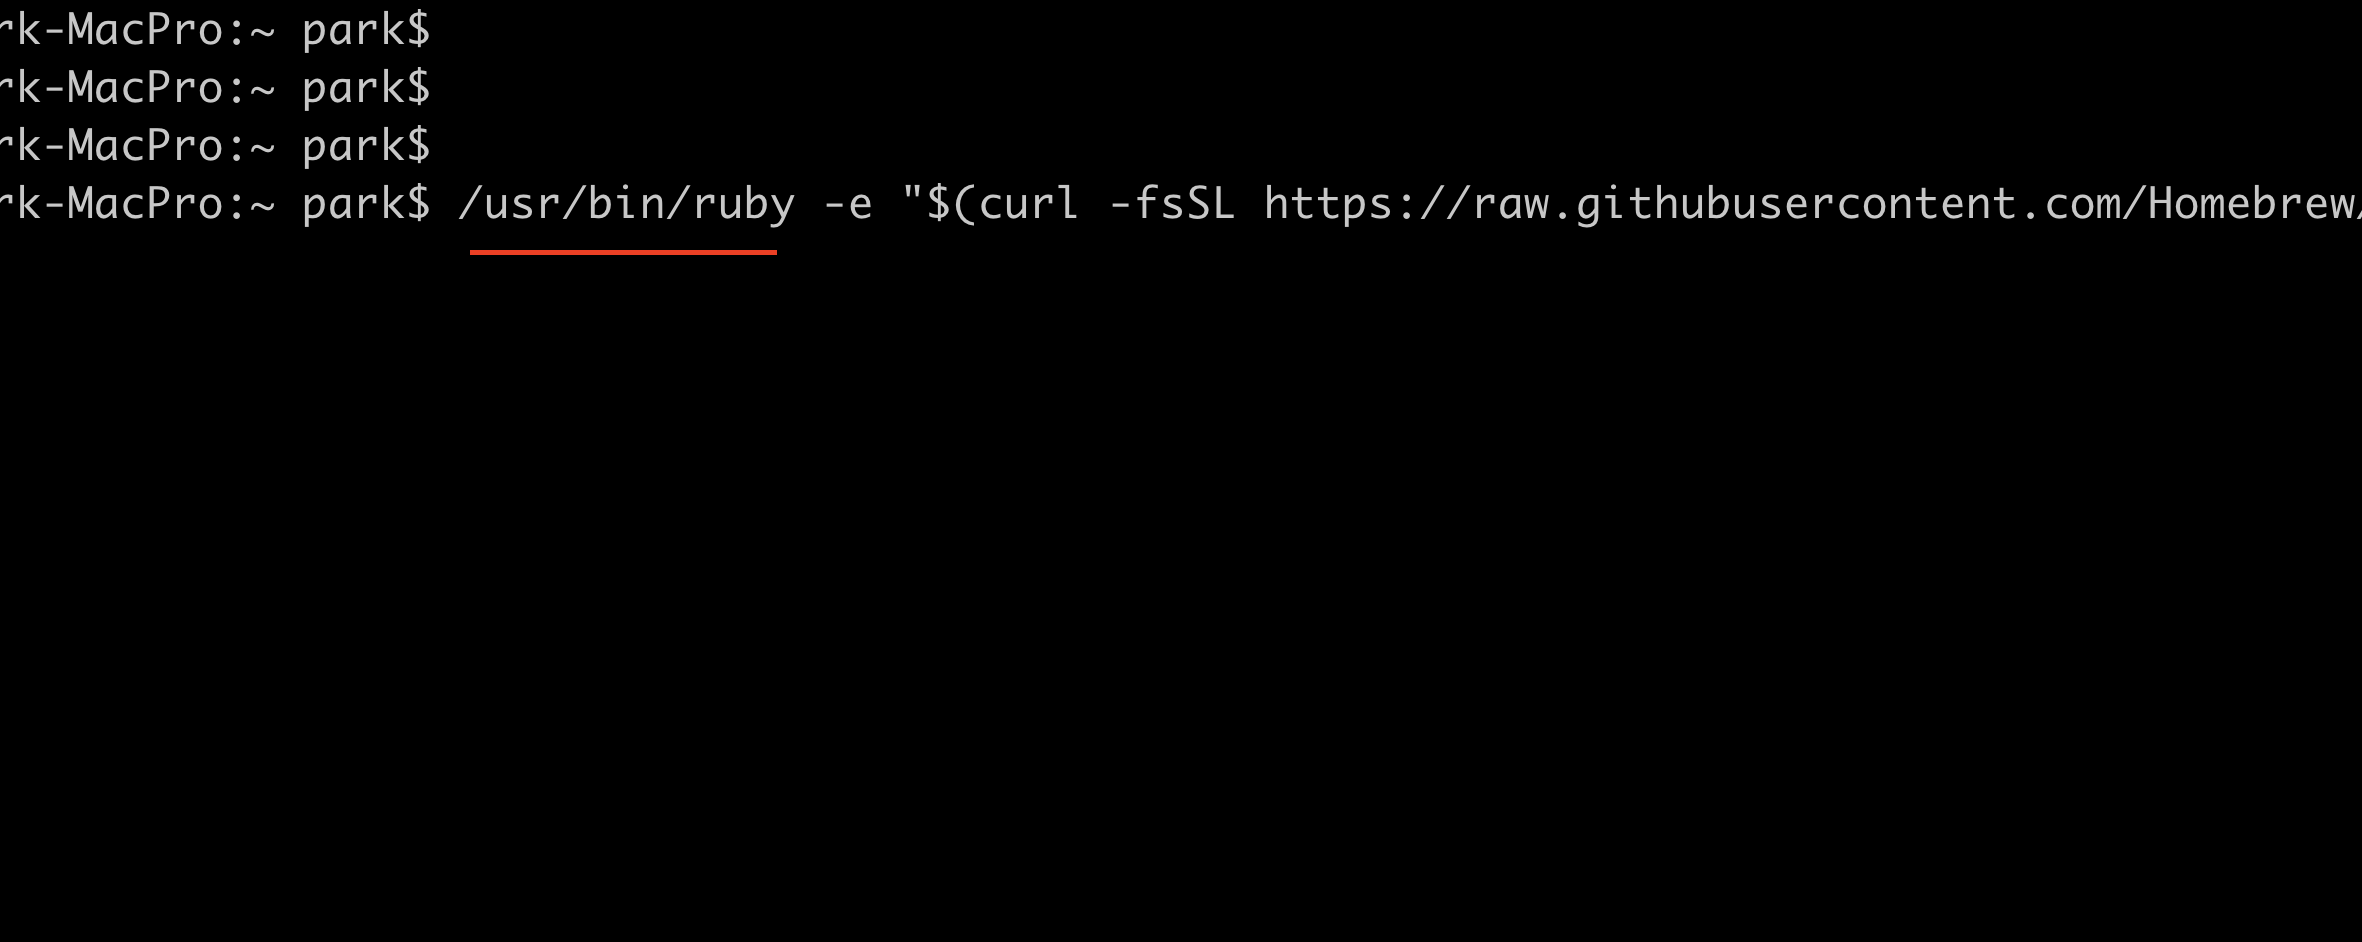 rk-MacPro:~ park$
rk-MacPro:~ park$
rk-MacPro:~ park$
rk-MacPro:~ park$ /usr/bin/ruby -e "$(curl -fsSL https://raw.githubusercontent.com/Homebrew/